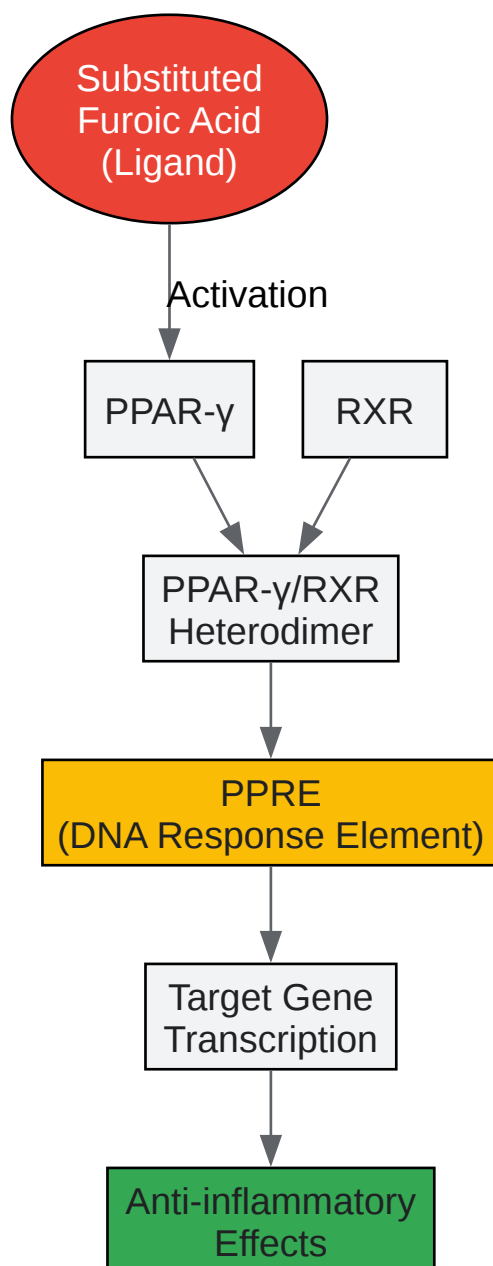 Substituted
Furoic Acid
(Ligand)
Activation
PPAR-γ
RXR
PPAR-γ/RXR
Heterodimer
PPRE
(DNA Response Element)
Target Gene
Transcription
Anti-inflammatory
Effects